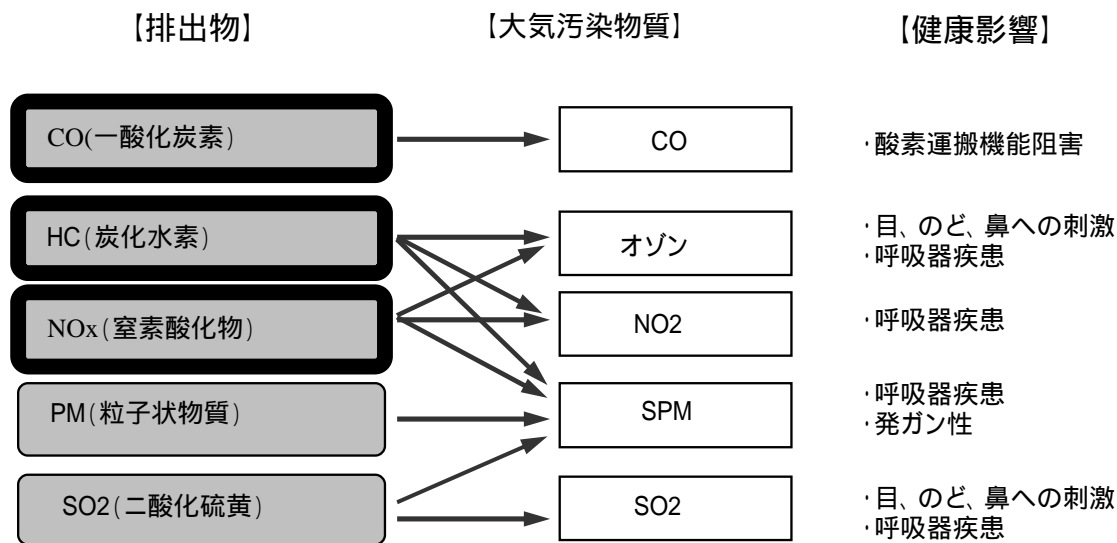 【排出物】 【大気汚染物質】 【健康影響】
CO(一酸化炭素) CO ・酸素運搬機能阻害
HC(炭化水素) オゾン ・目、のど、鼻への刺激
・呼吸器疾患
NOx(窒素酸化物) NO2 ・呼吸器疾患
PM(粒子状物質) SPM ・呼吸器疾患
・発ガン性
SO2(二酸化硫黄) SO2 ・目、のど、鼻への刺激
・呼吸器疾患